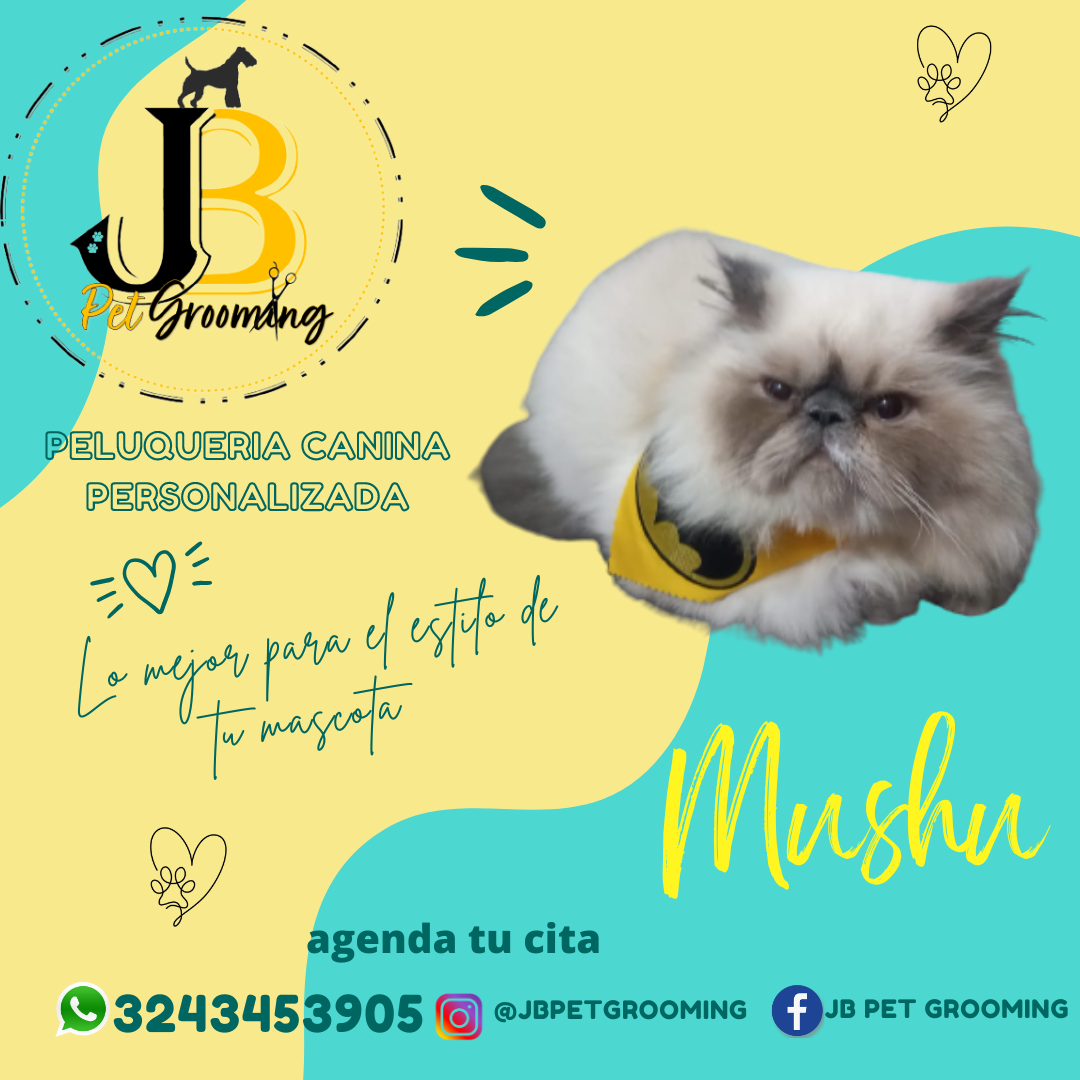 JB
Pet Grooming
PELUQUERIA CANINA
PERSONALIZADA
Lo mejor para el estilo de
tu mascota
Mushu
agenda tu cita
3243453905
@JBPETGROOMING
JB PET GROOMING